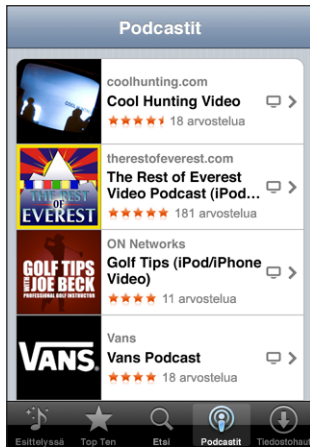 Podcastit
coolhunting.com
Cool Hunting Video
18 arvostelua
THE REST
OF
EVEREST
therestofeverest.com
The Rest of Everest
Video Podcast (iPod…
181 arvostelua
GOLF TIPS
WITH JOE BECK
PROFESSIONAL GOLF INSTRUCTOR
ON Networks
Golf Tips (iPod/iPhone
Video)
11 arvostelua
VANS
Vans
Vans Podcast
18 arvostelua
Esittelyssä Top Ten Etsi Podcastit Tiedostohaut